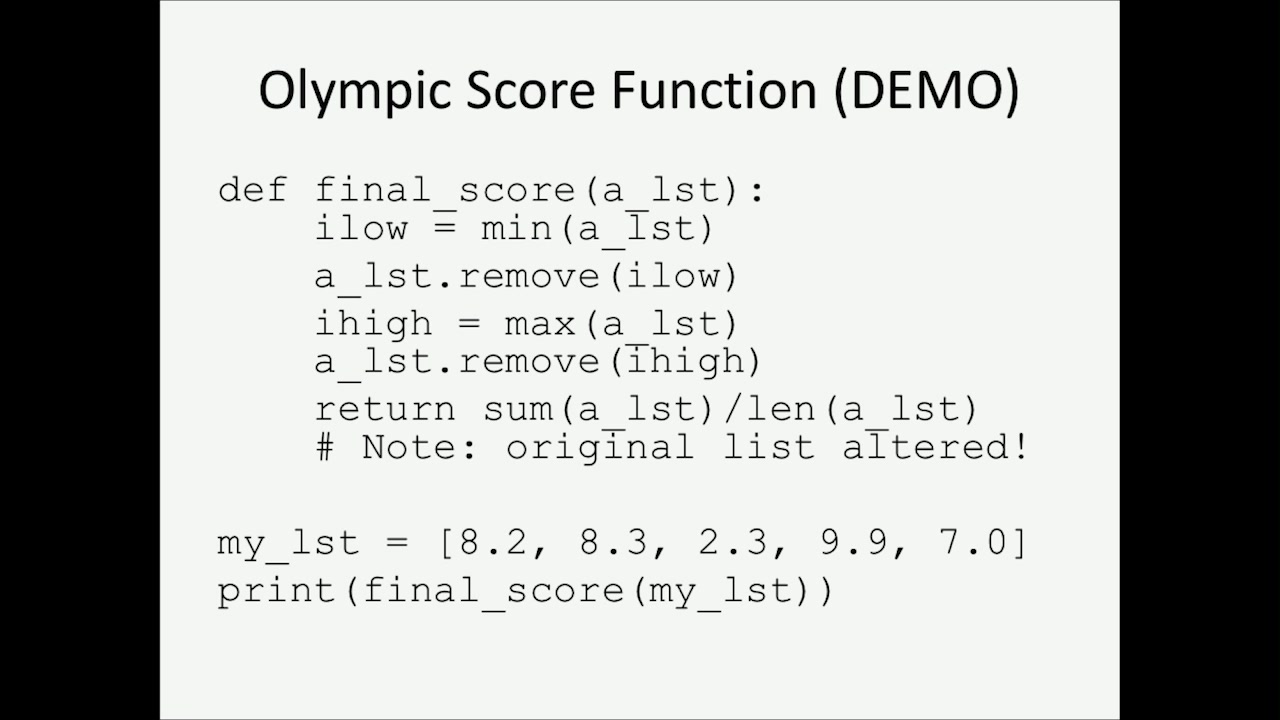 Olympic Score Function (DEMO)
def final_score(a_lst):
    ilow = min(a_lst)
    a_lst.remove(ilow)
    ihigh = max(a_lst)
    a_lst.remove(ihigh)
    return sum(a_lst)/len(a_lst)
    # Note: original list altered!
my_lst = [8.2, 8.3, 2.3, 9.9, 7.0]
print(final_score(my_lst))